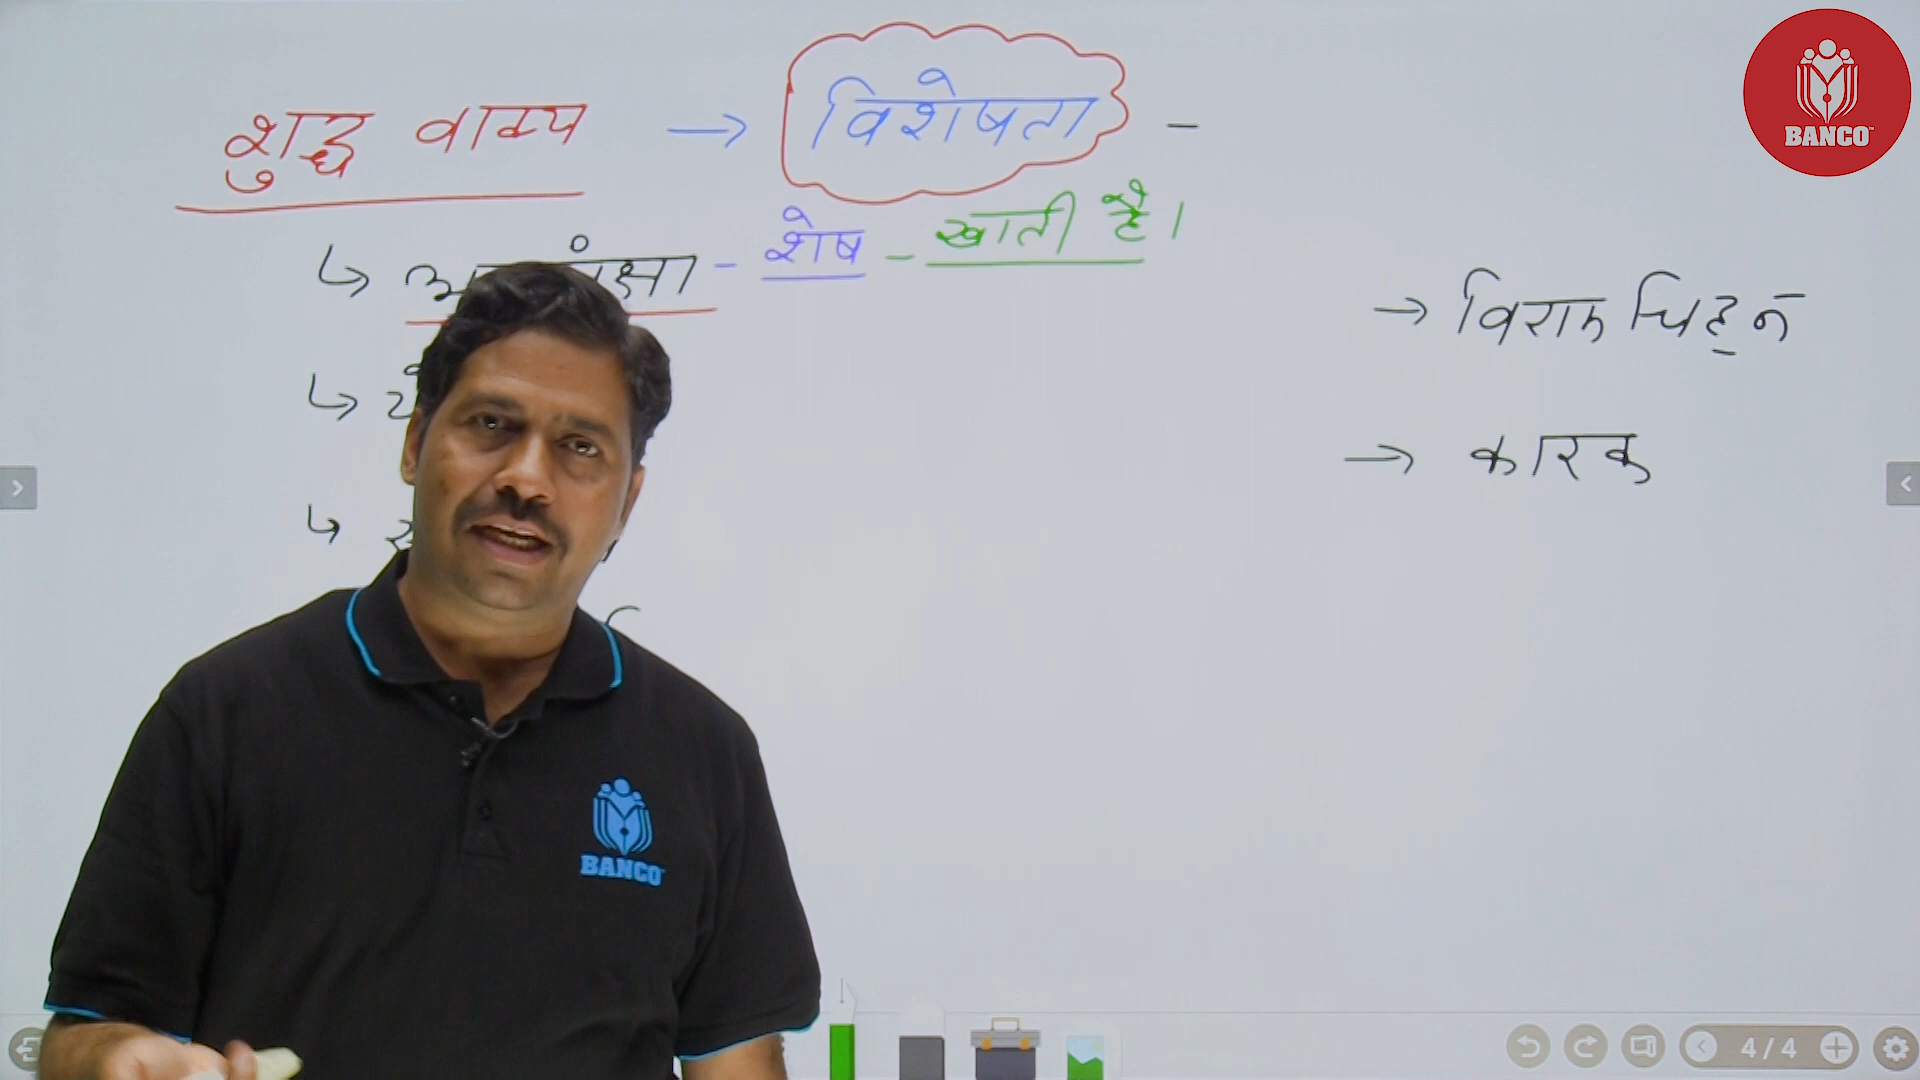 शुद्ध वाक्य → विशेषता -
BANCO
- शेष - खाती है।
→ विराम चिह्न
→ कारक
BANCO
4/4